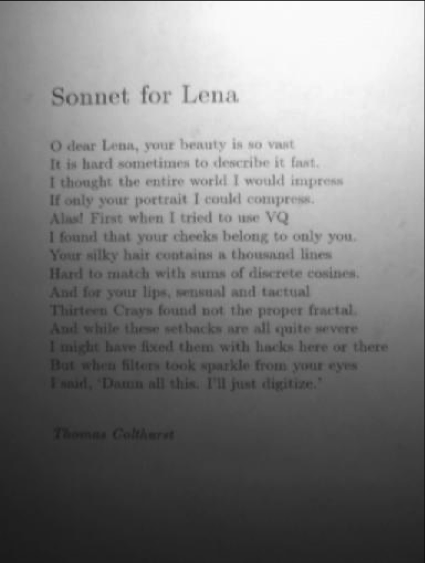 Sonnet for Lena
O dear Lena, your beauty is so vast
It is hard sometimes to describe it fast.
I thought the entire world I would impress
If only your portrait I could compress.
Alas! First when I tried to use VQ
I found that your cheeks belong to only you.
Your silky hair contains a thousand lines
Hard to match with sums of discrete cosines.
And for your lips, sensual and tactual
Thirteen Crays found not the proper fractal.
And while these setbacks are all quite severe
I might have fixed them with hacks here or there
But when filters took sparkle from your eyes
I said, 'Damn all this. I'll just digitize.'
Thomas Colthurst